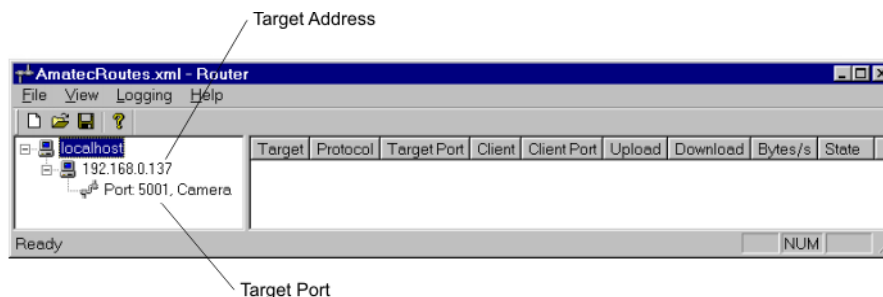 Target Address
AmatecRoutes.xml - Router
File View Logging Help
localhost
192.168.0.137
Port: 5001, Camera
Target Protocol Target Port Client Client Port Upload Download Bytes/s State
Ready
NUM
Target Port